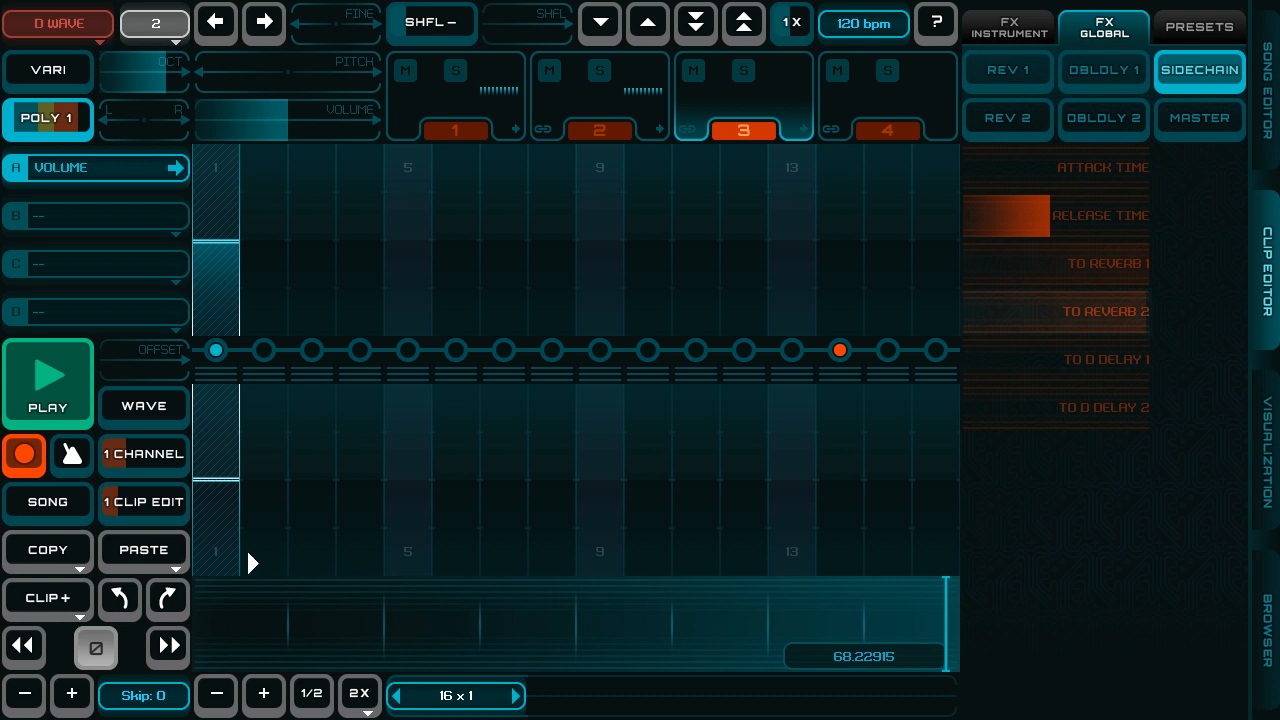 D WAVE 2 FINE SHFL- SHFL 1X 120 bpm ? FX INSTRUMENT FX GLOBAL PRESETS
VARI OCT PITCH M S M S M S M S REV 1 DBLDLY 1 SIDECHAIN
POLY 1 L R VOLUME 1 2 3 4 REV 2 DBLDLY 2 MASTER
A VOLUME 1 5 9 13 ATTACK TIME
B -- RELEASE TIME
C -- TO REVERB 1
D -- TO REVERB 2
OFFSET TO D DELAY 1
PLAY WAVE TO D DELAY 2
1 CHANNEL
SONG 1 CLIP EDIT
COPY PASTE 1 5 9 13
CLIP+
0 68.22915
- + Skip: 0 - + 1/2 2X 16 x 1
SONG EDITOR
CLIP EDITOR
VISUALIZATION
BROWSER